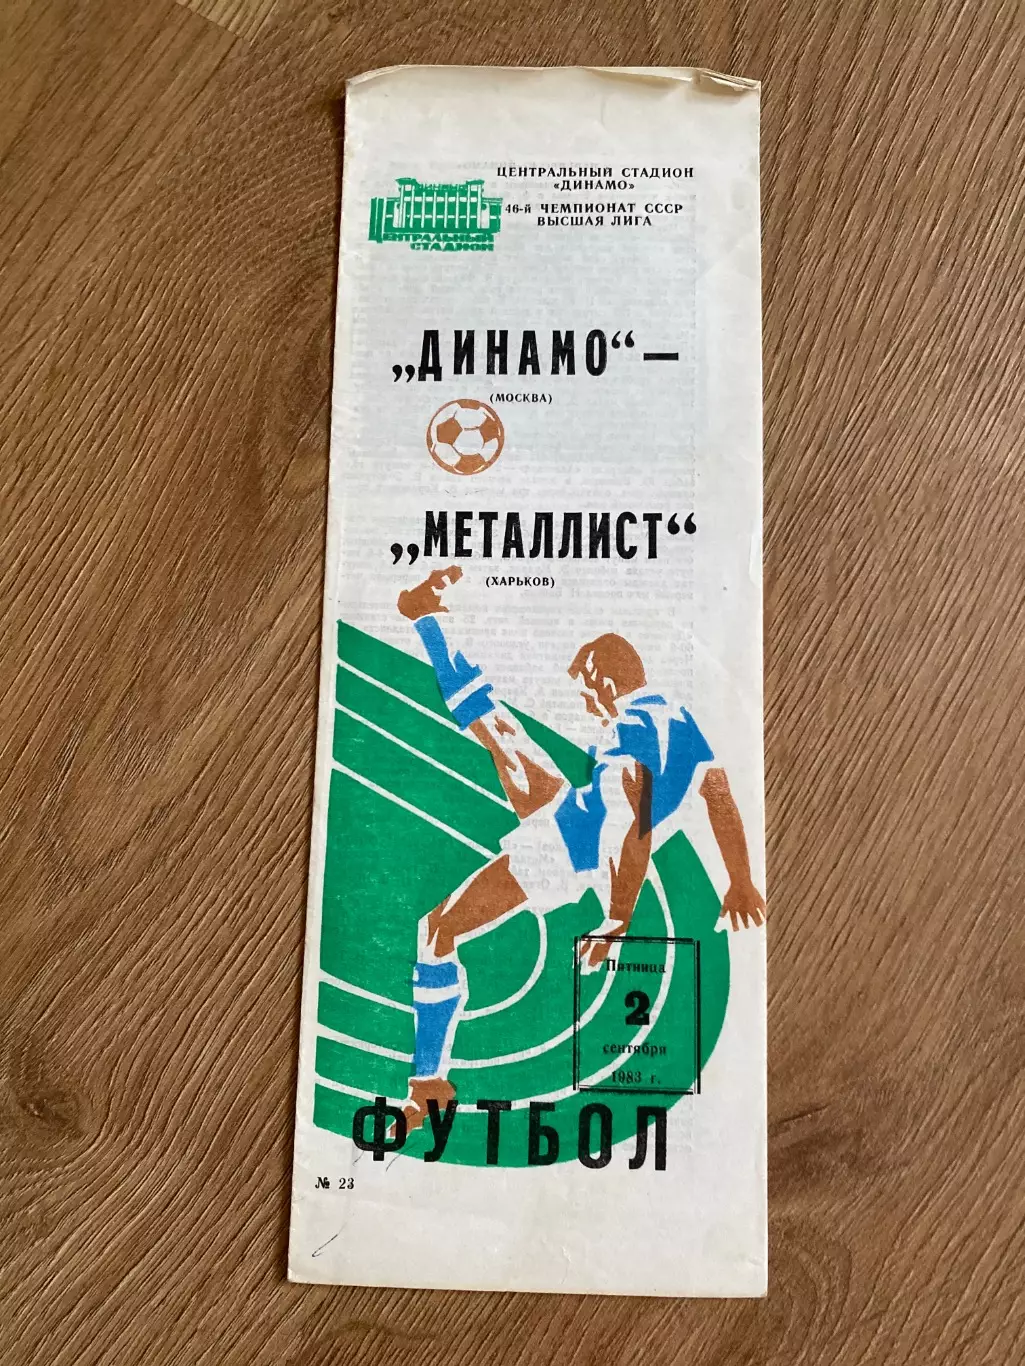 ЦЕНТРАЛЬНЫЙ СТАДИОН
«ДИНАМО»
46-й ЧЕМПИОНАТ СССР
ВЫСШАЯ ЛИГА
ЦЕНТРАЛЬНЫЙ
СТАДИОН
„ДИНАМО“ —
(МОСКВА)
„МЕТАЛЛИСТ“
(ХАРЬКОВ)
Пятница
2
сентября
1983 г.
ФУТБОЛ
№ 23